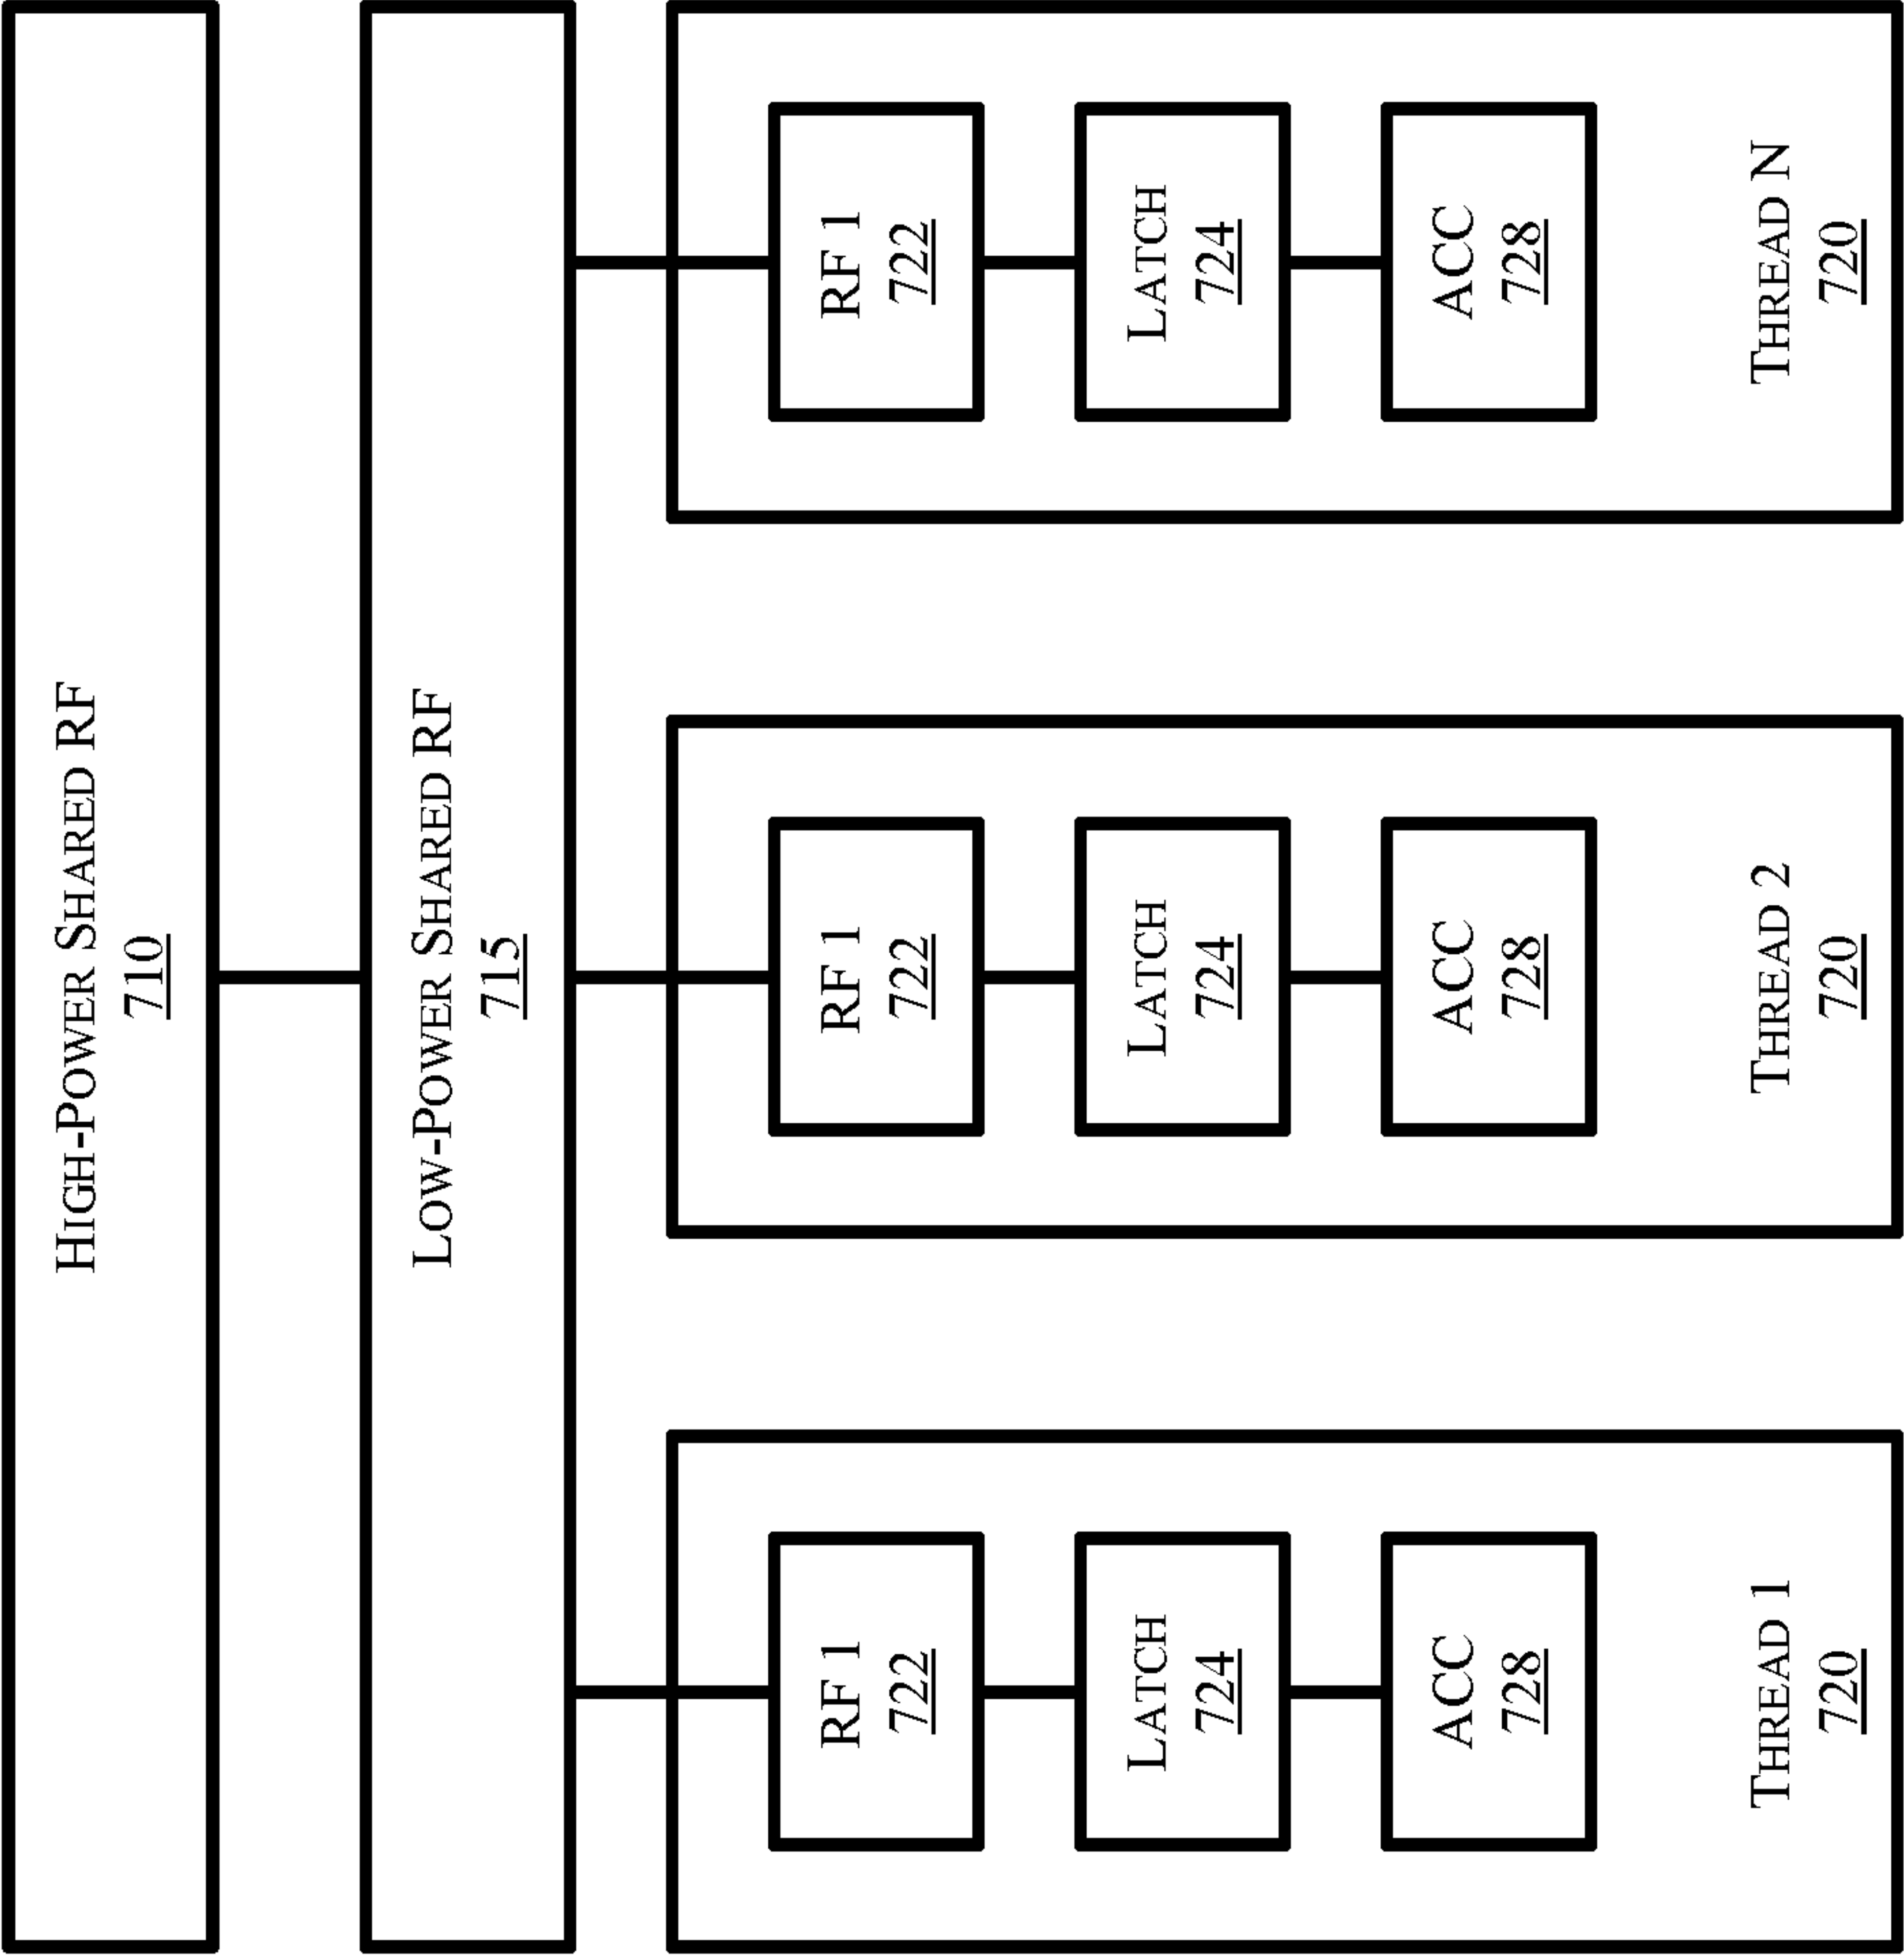 HIGH-POWER SHARED RF
710
LOW-POWER SHARED RF
715
RF 1
722
LATCH
724
ACC
728
THREAD 1
720
RF 1
722
LATCH
724
ACC
728
THREAD 2
720
RF 1
722
LATCH
724
ACC
728
THREAD N
720